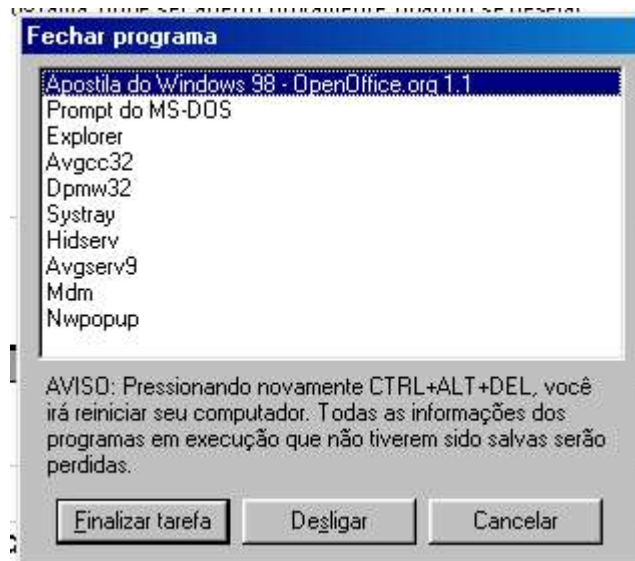 Fechar programa
Apostila do Windows 98 - OpenOffice.org 1.1
Prompt do MS-DOS
Explorer
Avgcc32
Dpmw32
Systray
Hidserv
Avgserv9
Mdm
Nwpopup
AVISO: Pressionando novamente CTRL+ALT+DEL, você
irá reiniciar seu computador. Todas as informações dos
programas em execução que não tiverem sido salvas serão
perdidas.
Finalizar tarefa Desligar Cancelar